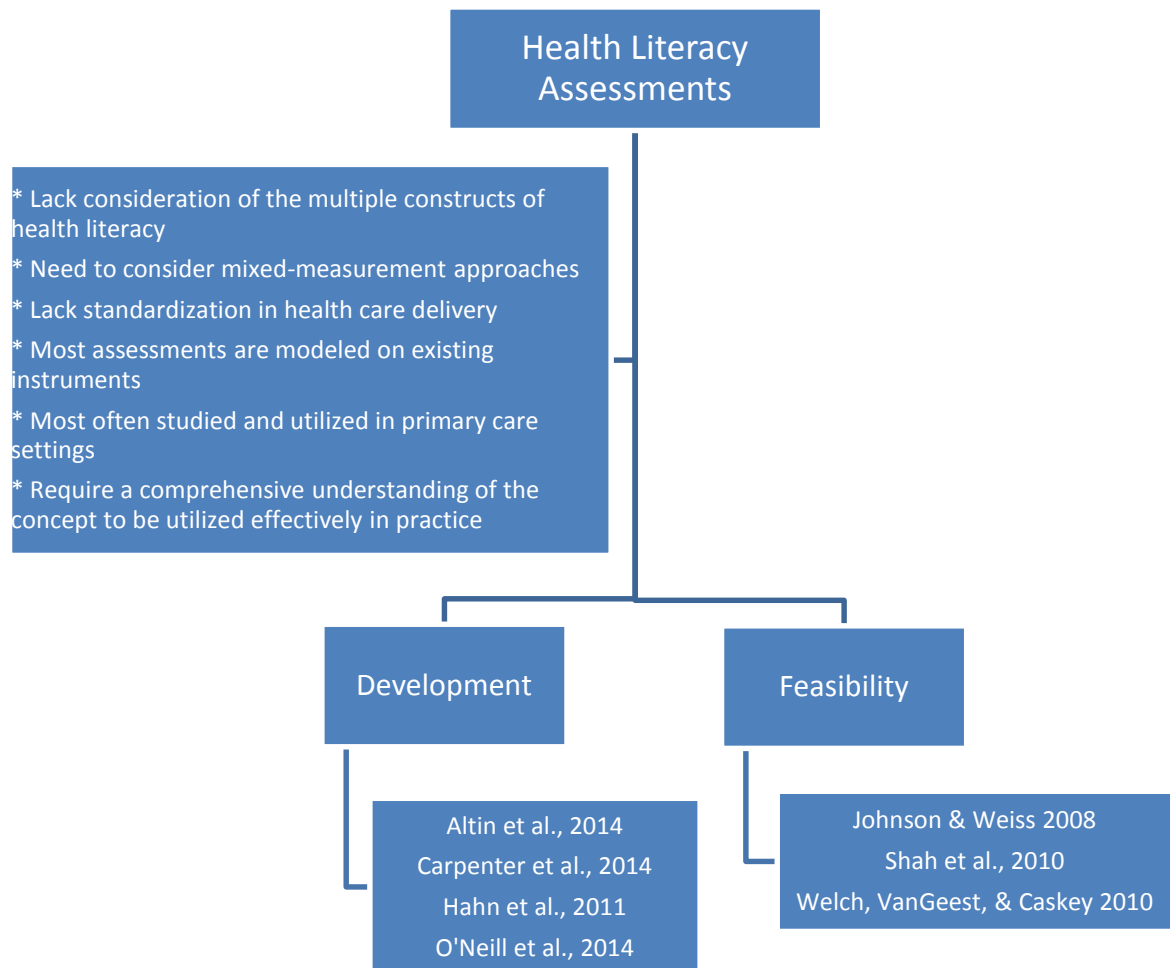 Health Literacy
Assessments
* Lack consideration of the multiple constructs of
health literacy
* Need to consider mixed-measurement approaches
* Lack standardization in health care delivery
* Most assessments are modeled on existing
instruments
* Most often studied and utilized in primary care
settings
* Require a comprehensive understanding of the
concept to be utilized effectively in practice
Development
Feasibility
Altin et al., 2014
Carpenter et al., 2014
Hahn et al., 2011
O'Neill et al., 2014
Johnson & Weiss 2008
Shah et al., 2010
Welch, VanGeest, & Caskey 2010